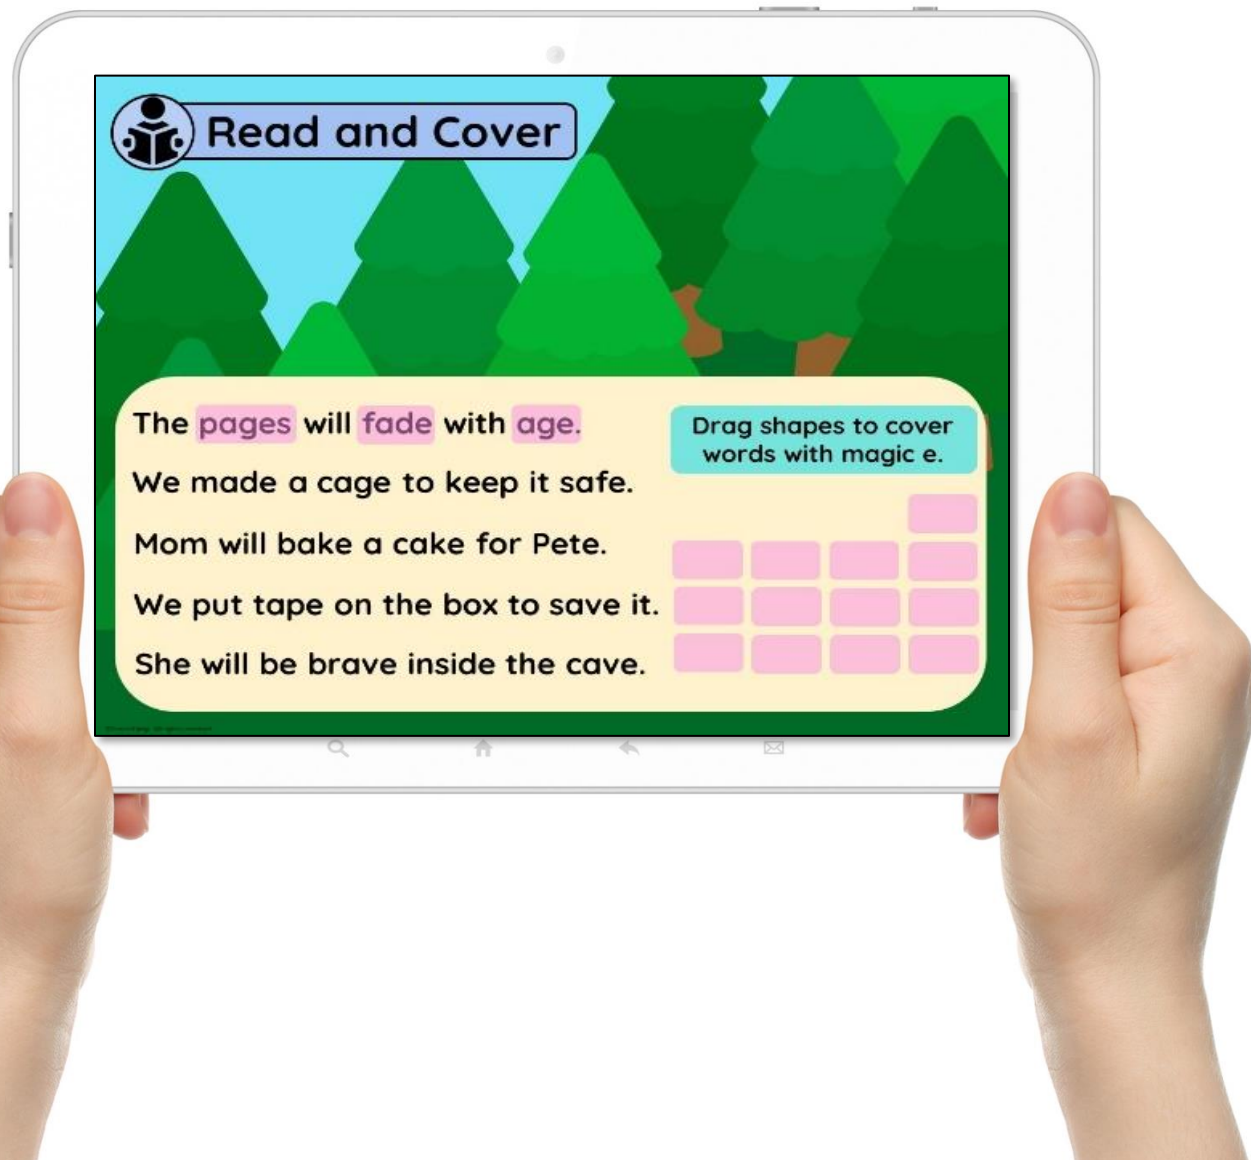 Read and Cover
The pages will fade with age.
We made a cage to keep it safe.
Mom will bake a cake for Pete.
We put tape on the box to save it.
She will be brave inside the cave.
Drag shapes to cover
words with magic e.